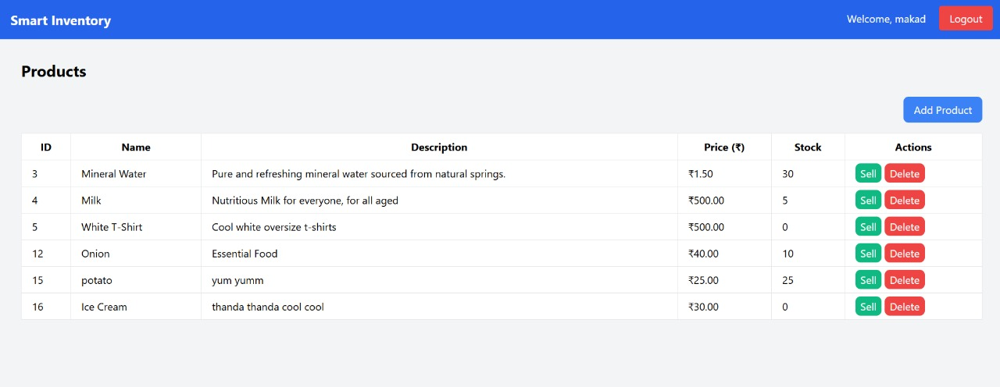 Smart Inventory Welcome, makad Logout
Products
Add Product
ID Name Description Price (₹) Stock Actions
3 Mineral Water Pure and refreshing mineral water sourced from natural springs. ₹1.50 30 Sell Delete
4 Milk Nutritious Milk for everyone, for all aged ₹500.00 5 Sell Delete
5 White T-Shirt Cool white oversize t-shirts ₹500.00 0 Sell Delete
12 Onion Essential Food ₹40.00 10 Sell Delete
15 potato yum yumm ₹25.00 25 Sell Delete
16 Ice Cream thanda thanda cool cool ₹30.00 0 Sell Delete